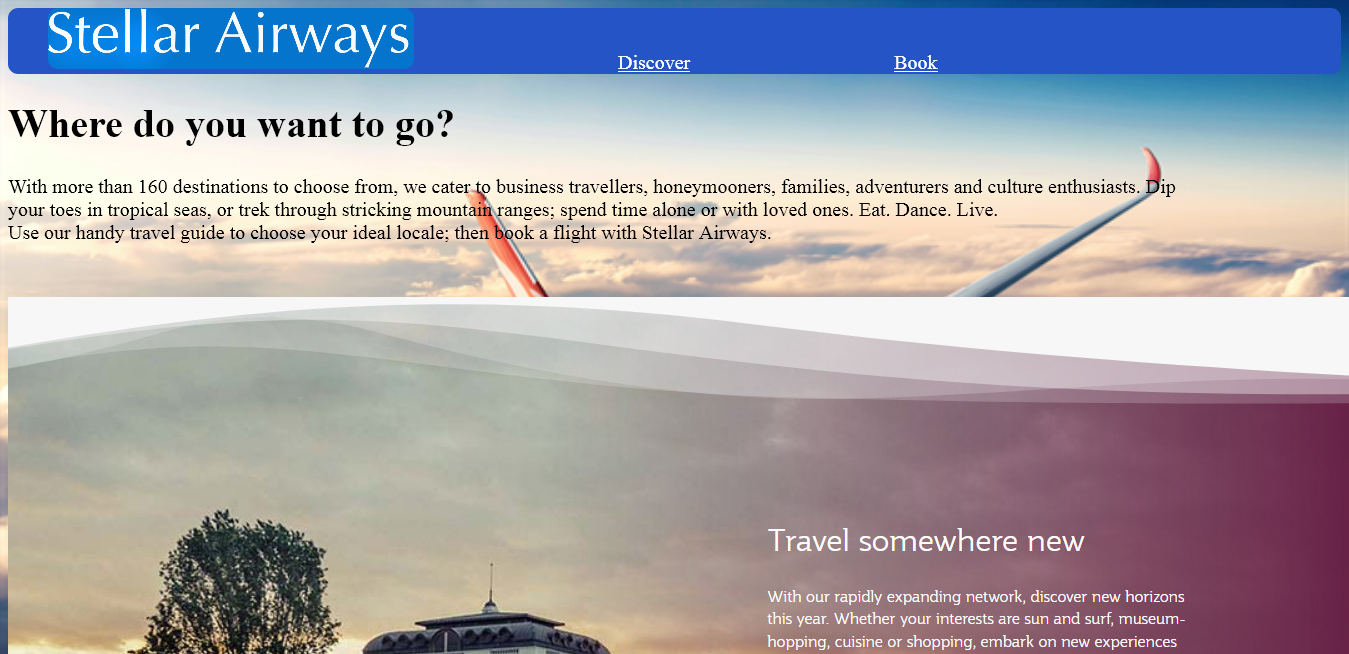 Stellar Airways
Discover
Book
Where do you want to go?
With more than 160 destinations to choose from, we cater to business travellers, honeymooners, families, adventurers and culture enthusiasts. Dip
your toes in tropical seas, or trek through stricking mountain ranges; spend time alone or with loved ones. Eat. Dance. Live.
Use our handy travel guide to choose your ideal locale; then book a flight with Stellar Airways.
Travel somewhere new
With our rapidly expanding network, discover new horizons
this year. Whether your interests are sun and surf, museum-
hopping, cuisine or shopping, embark on new experiences